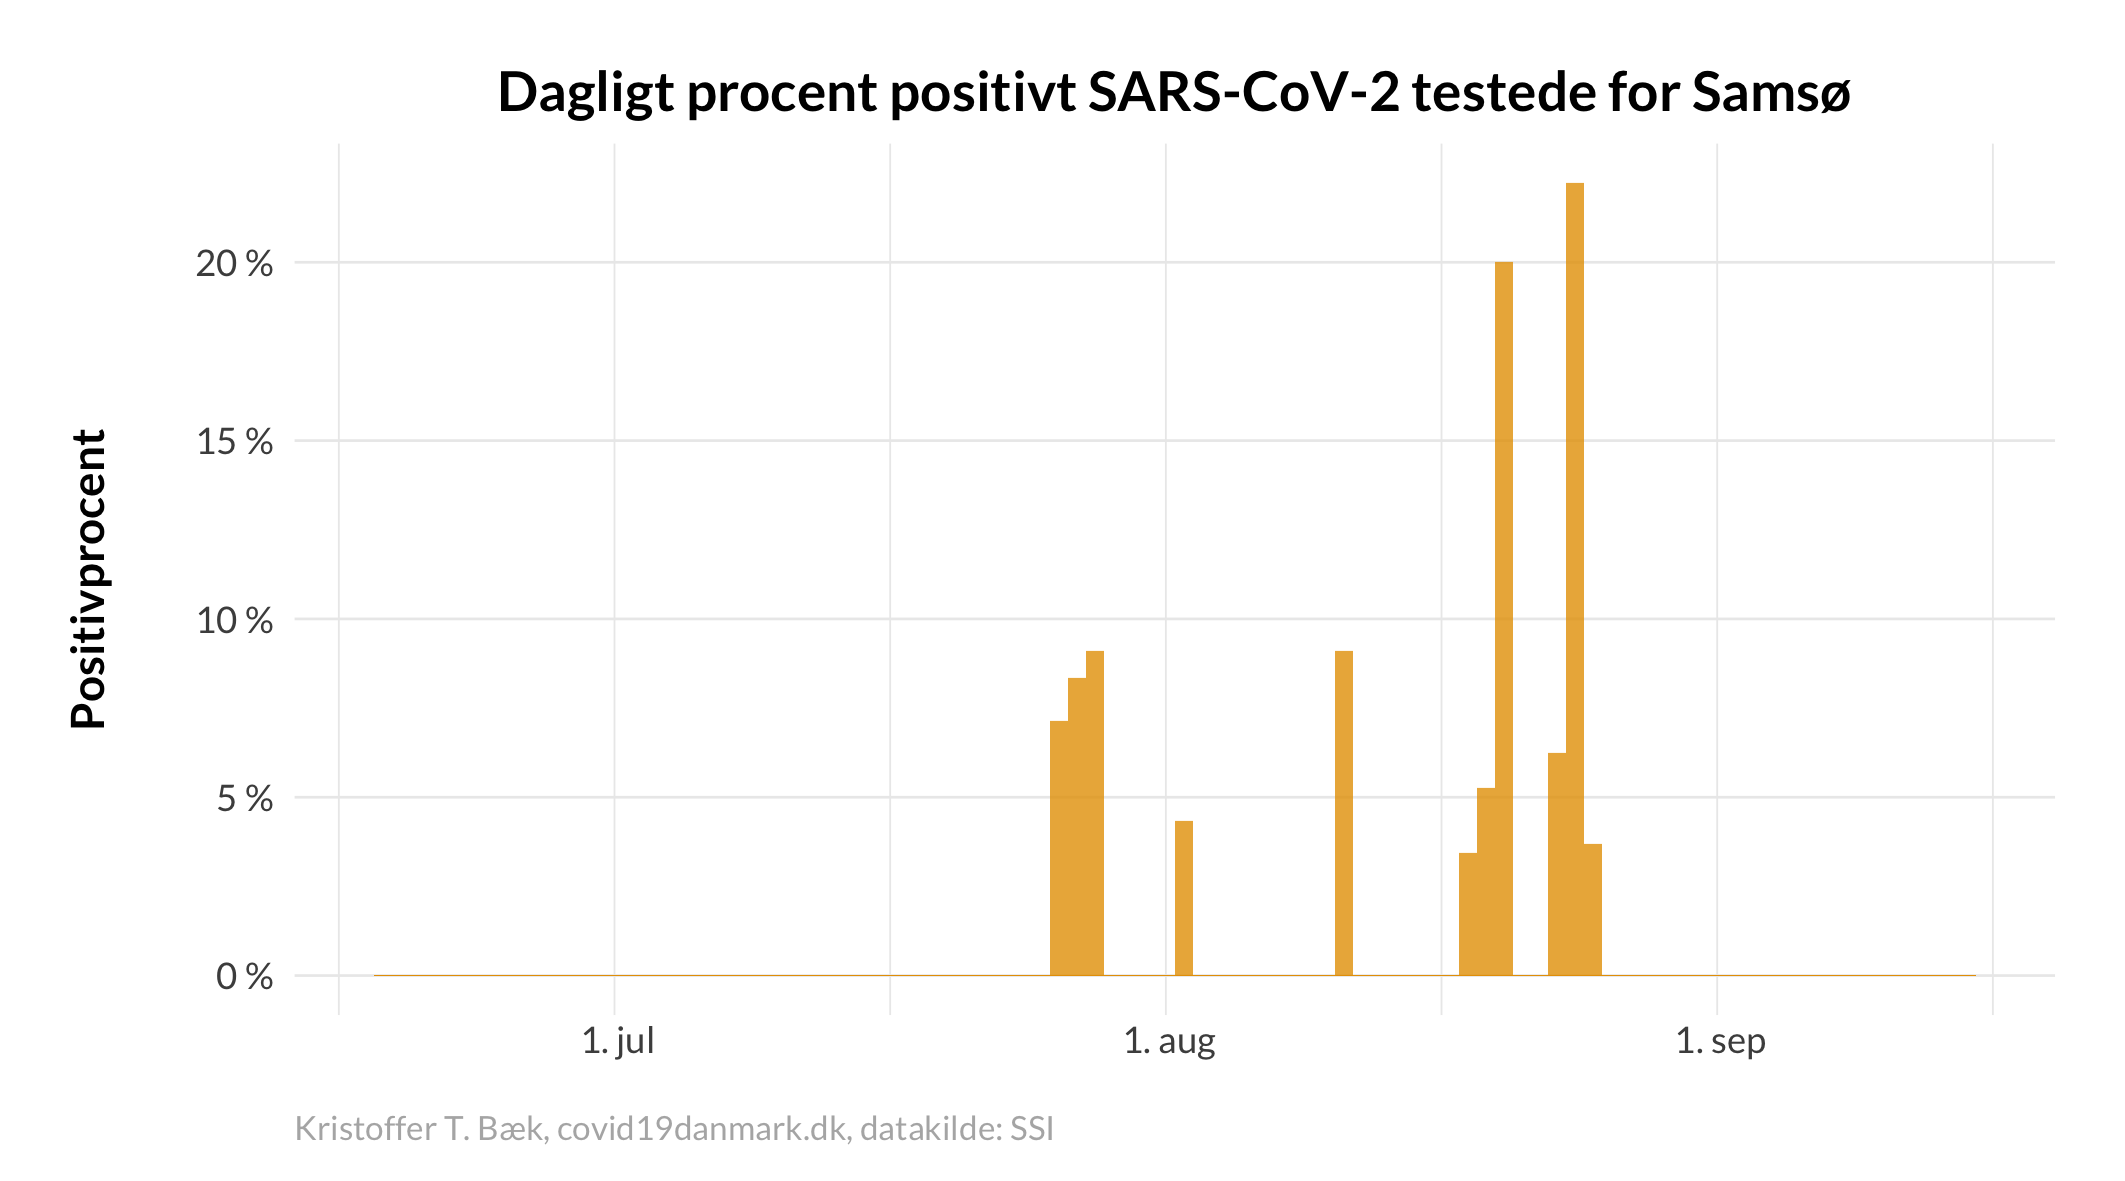 Dagligt procent positivt SARS-CoV-2 testede for Samsø
Positivprocent
20 %
15 %
10 %
5 %
0 %
1. jul
1. aug
1. sep
Kristoffer T. Bæk, covid19danmark.dk, datakilde: SSI